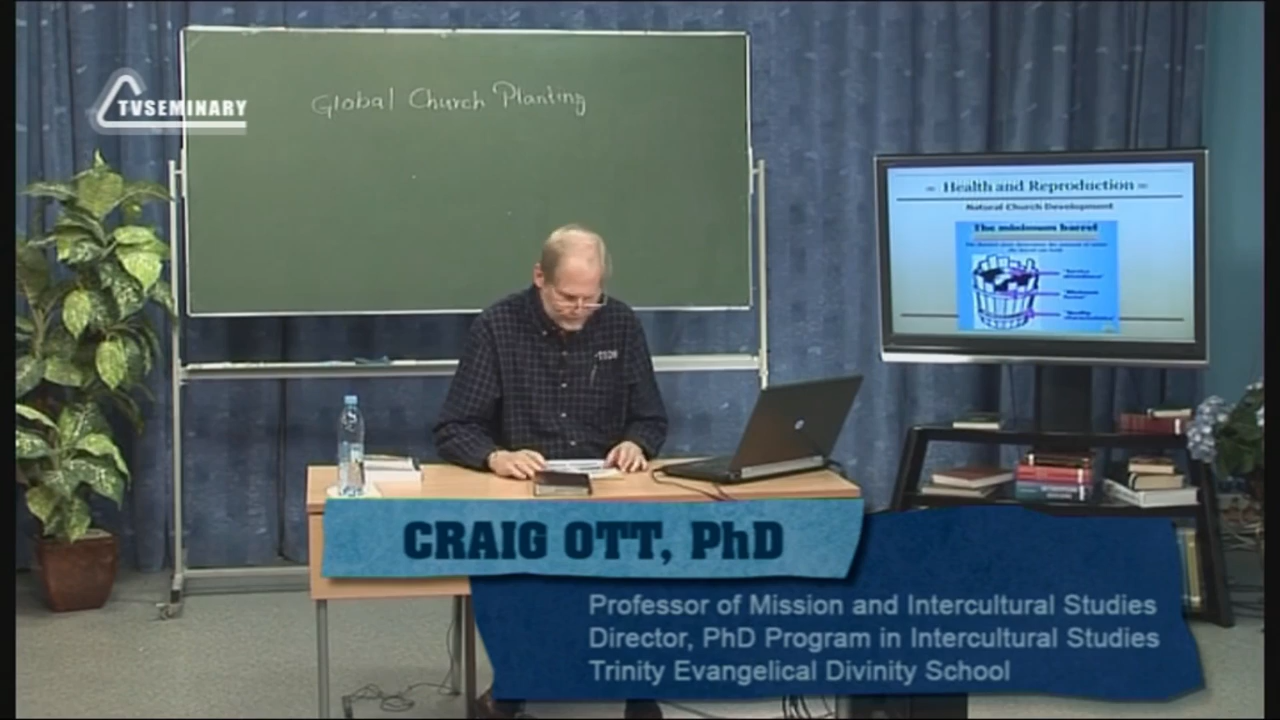 TVSEMINARY
Global Church Planting
Health and Reproduction
Natural Church Development
The minimum barrel
CRAIG OTT, PhD
Professor of Mission and Intercultural Studies
Director, PhD Program in Intercultural Studies
Trinity Evangelical Divinity School